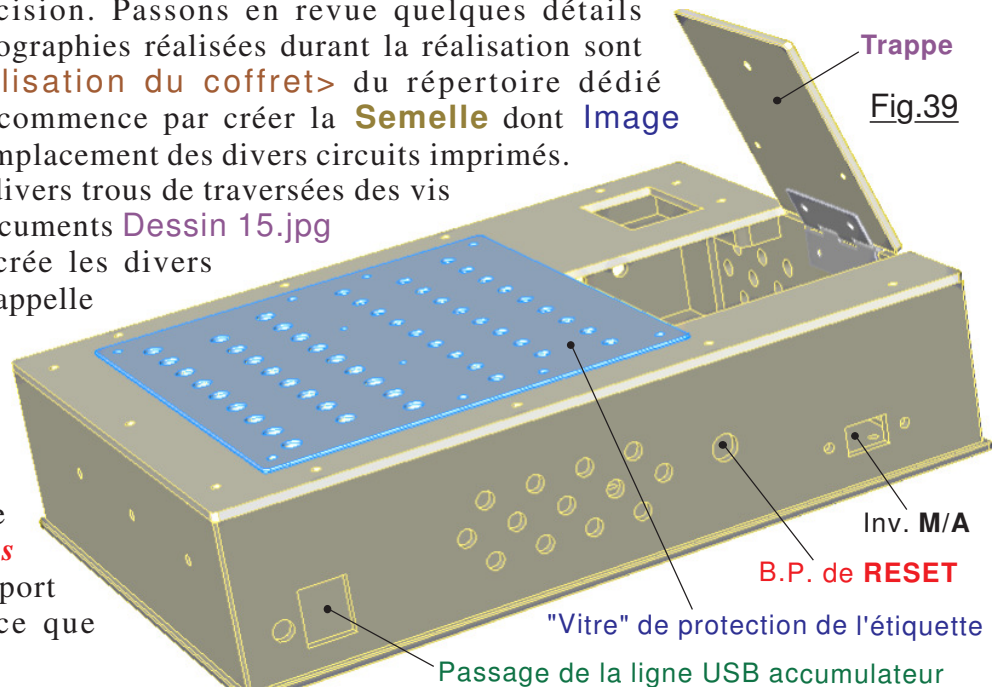 cision. Passons en revue quelques détails
ographies réalisées durant la réalisation sont
lisation du coffret> du répertoire dédié
commence par créer la Semelle dont Image
mplacement des divers circuits imprimés.
divers trous de traversées des vis
cuments Dessin 15.jpg
crée les divers
appelle
e
s
port
ce que
Trappe
Fig.39
Inv. M/A
B.P. de RESET
"Vitre" de protection de l'étiquette
Passage de la ligne USB accumulateur